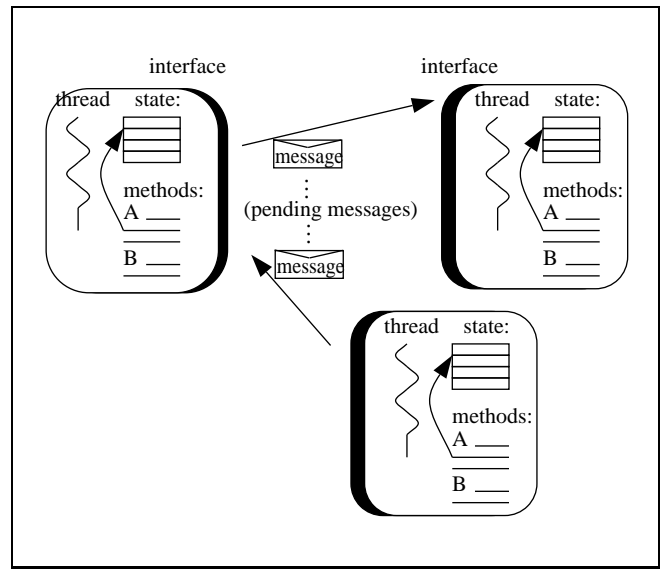 interface
interface
thread state:
thread state:
message
methods:
A
B
(pending messages)
methods:
A
B
message
thread state:
methods:
A
B